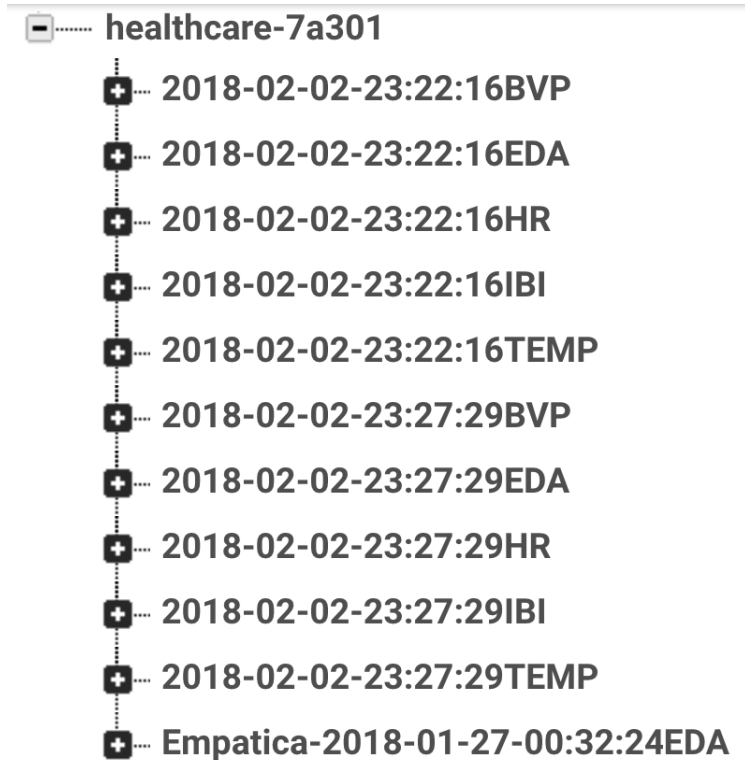 healthcare-7a301
2018-02-02-23:22:16BVP
2018-02-02-23:22:16EDA
2018-02-02-23:22:16HR
2018-02-02-23:22:16IBI
2018-02-02-23:22:16TEMP
2018-02-02-23:27:29BVP
2018-02-02-23:27:29EDA
2018-02-02-23:27:29HR
2018-02-02-23:27:29IBI
2018-02-02-23:27:29TEMP
Empatica-2018-01-27-00:32:24EDA